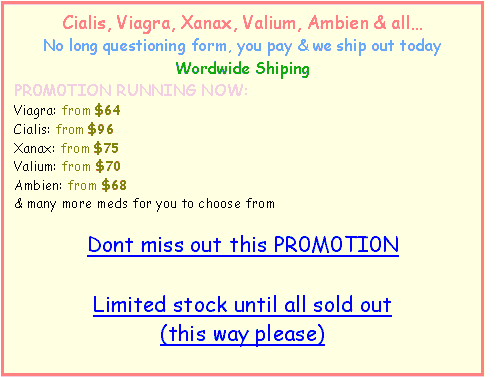 Cialis, Viagra, Xanax, Valium, Ambien & all...
No long questioning form, you pay & we ship out today
Wordwide Shiping
PR0M0TI0N RUNNING NOW:
Viagra: from $64
Cialis: from $96
Xanax: from $75
Valium: from $70
Ambien: from $68
& many more meds for you to choose from
Dont miss out this PR0M0TI0N
Limited stock until all sold out
(this way please)